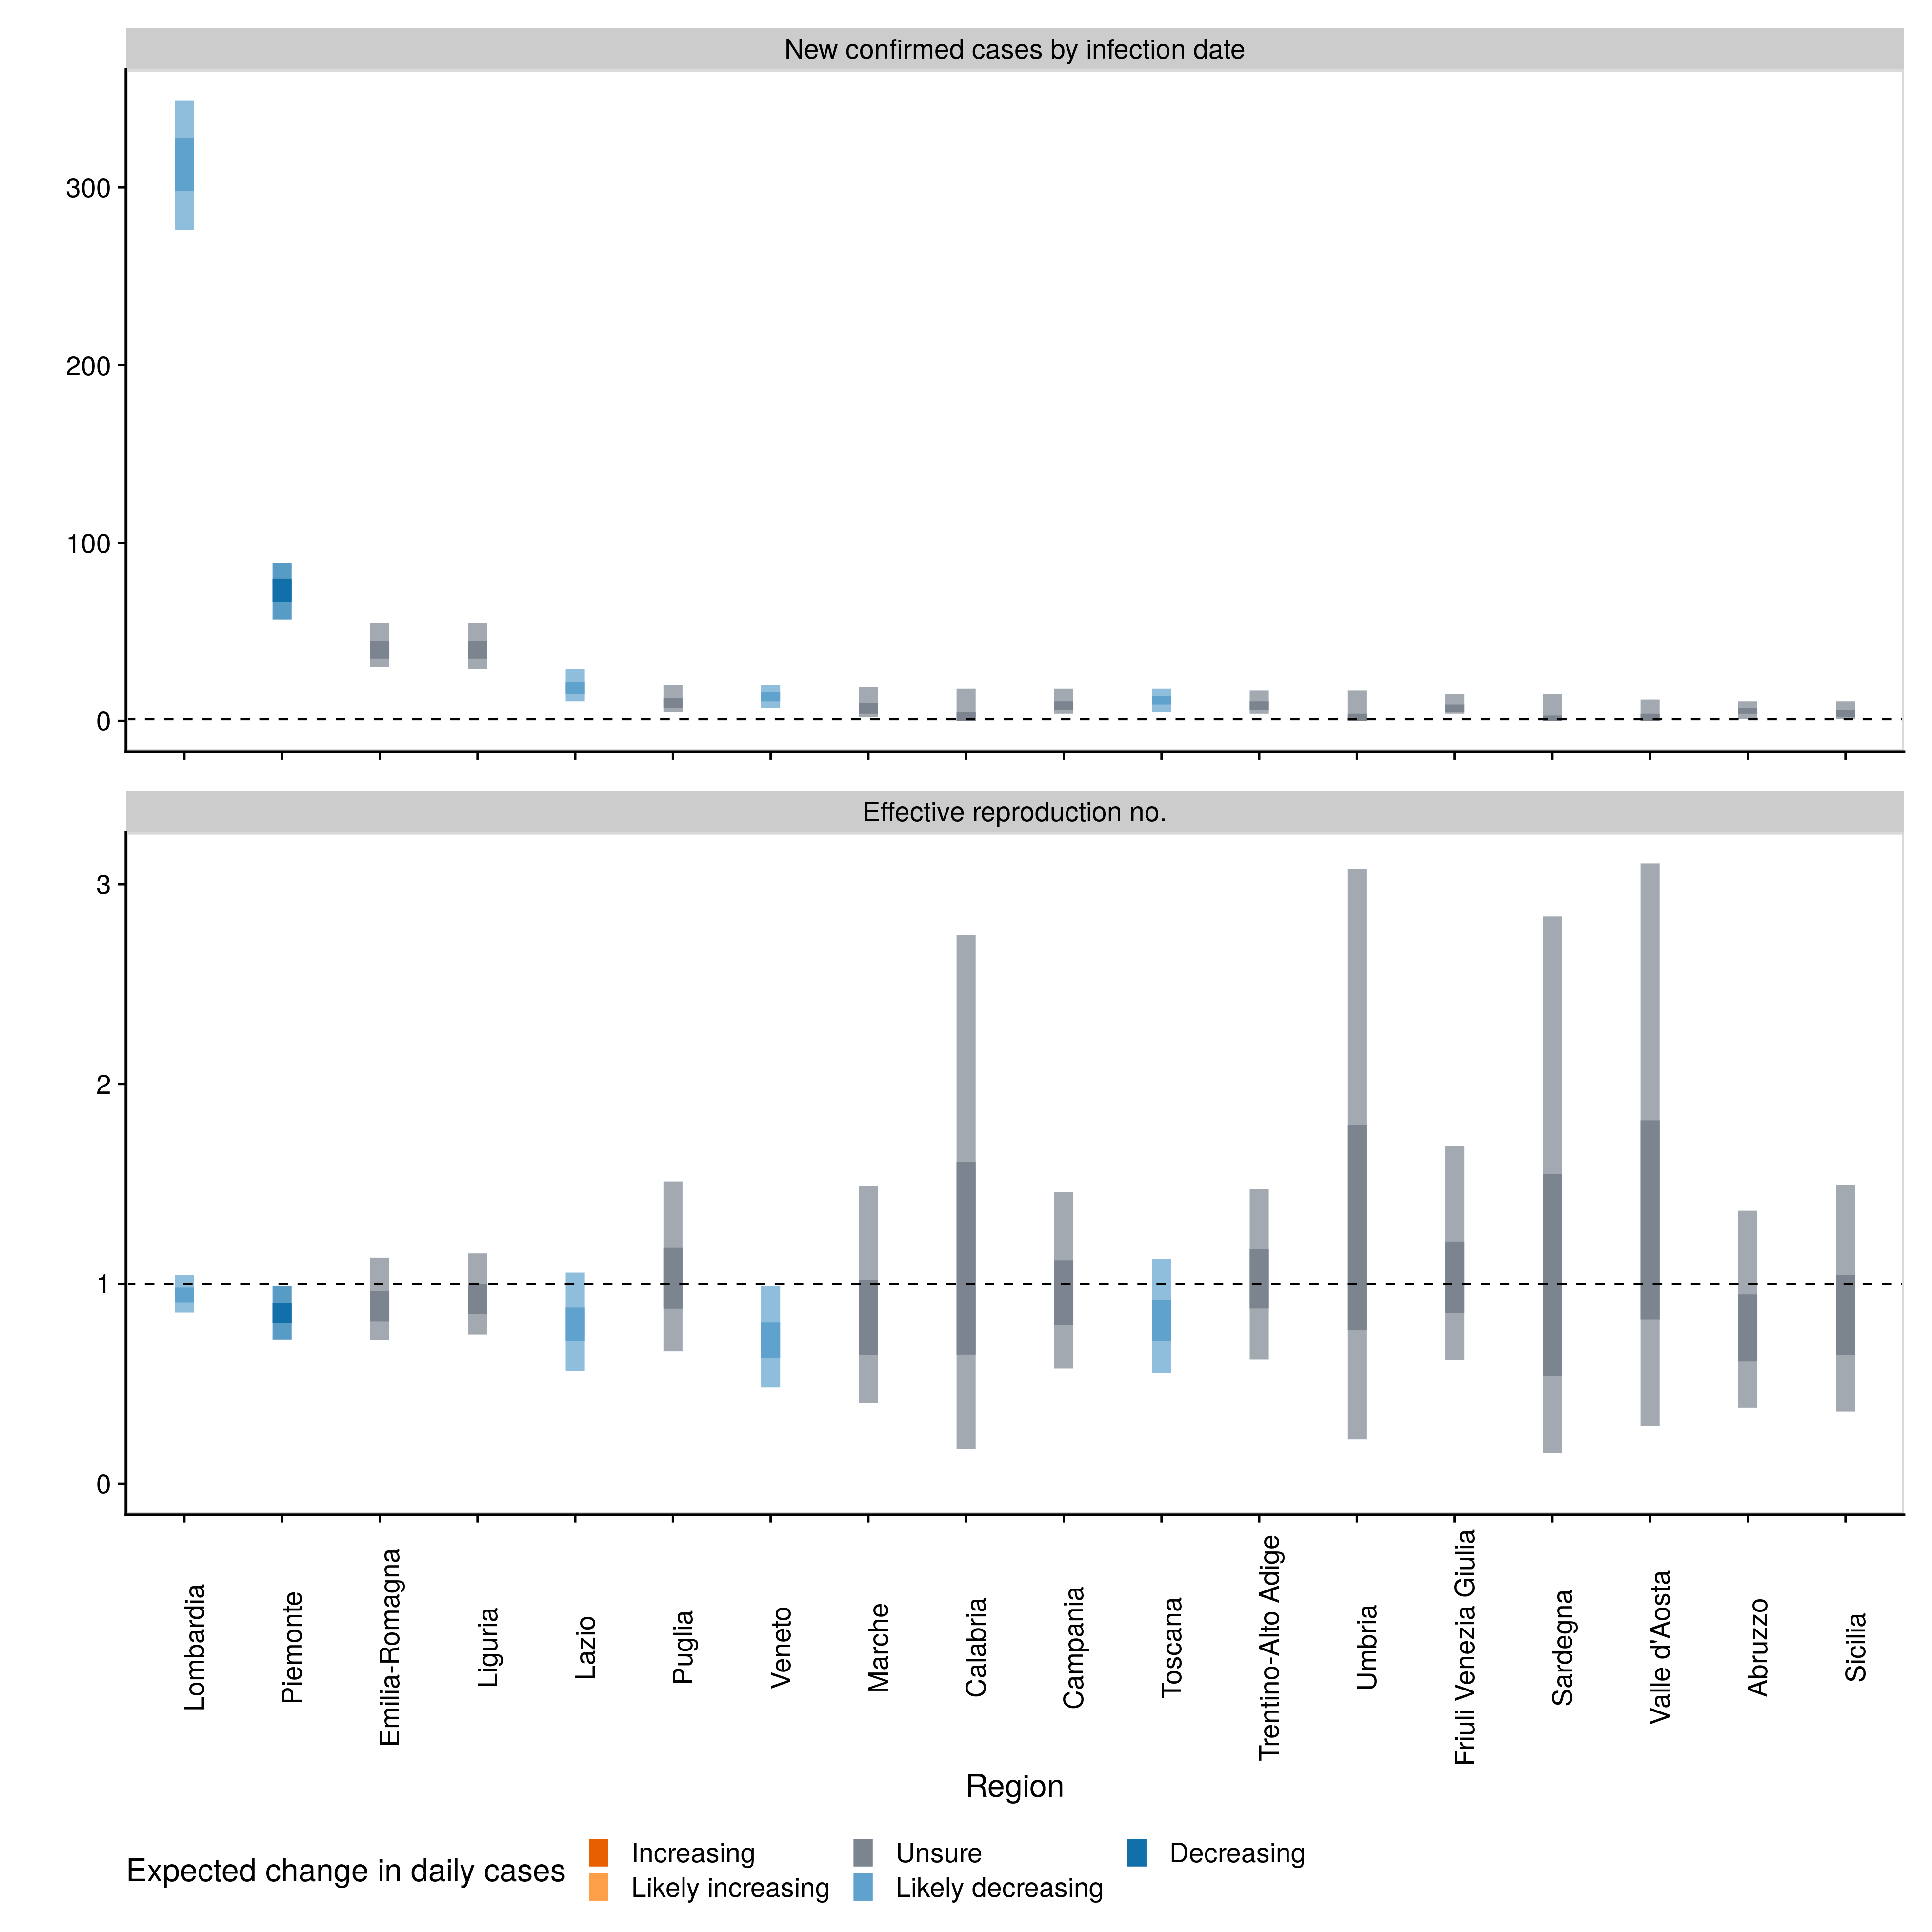 New confirmed cases by infection date
300
200
100
0
Effective reproduction no.
3
2
1
0
Lombardia
Piemonte
Emilia-Romagna
Liguria
Lazio
Puglia
Veneto
Marche
Calabria
Campania
Toscana
Trentino-Alto Adige
Umbria
Friuli Venezia Giulia
Sardegna
Valle d'Aosta
Abruzzo
Sicilia
Region
Expected change in daily cases
Increasing
Likely increasing
Unsure
Likely decreasing
Decreasing